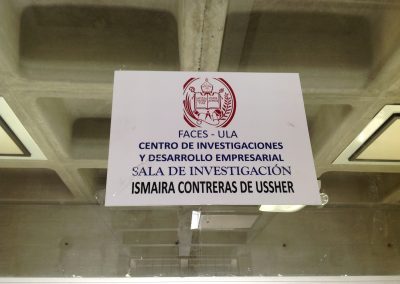 FACES - ULA
CENTRO DE INVESTIGACIONES
Y DESARROLLO EMPRESARIAL
SALA DE INVESTIGACIÓN
ISMAIRA CONTRERAS DE USSHER